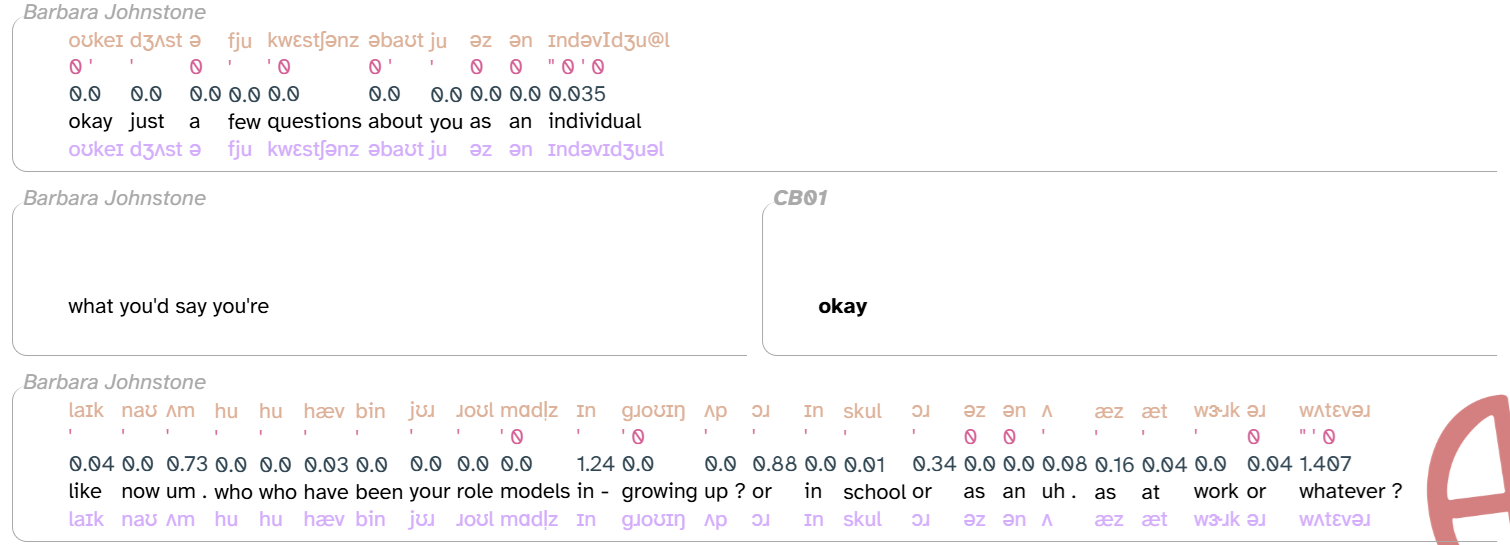 Barbara Johnstone
oʊkeɪ dʒʌst ə fju kwɛstʃənz əbaʊt ju əz ən ɪndəvɪdʒu@l
0 ' ' 0 ' ' 0 0 ' ' 0 0 " 0 ' 0
0.0 0.0 0.0 0.0 0.0 0.0 0.0 0.0 0.0 0.035
okay just a few questions about you as an individual
oʊkeɪ dʒʌst ə fju kwɛstʃənz əbaʊt ju əz ən ɪndəvɪdʒuəl
Barbara Johnstone
what you'd say you're
CB01
okay
Barbara Johnstone
laɪk naʊ ʌm hu hu hæv bin jʊɹ ɹoʊl mɑdl̩z ɪn gɹoʊɪŋ ʌp ɔɹ ɪn skul ɔɹ əz ən ʌ æz æt wɝɹk əɹ wʌtɛvəɹ
' ' ' ' ' ' ' ' ' ' 0 ' ' 0 ' ' ' ' ' 0 0 ' ' ' ' 0 " ' 0
0.04 0.0 0.73 0.0 0.0 0.03 0.0 0.0 0.0 0.0 1.24 0.0 0.0 0.88 0.0 0.01 0.34 0.0 0.0 0.08 0.16 0.04 0.0 0.04 1.407
like now um . who who have been your role models in - growing up ? or in school or as an uh . as at work or whatever ?
laɪk naʊ ʌm hu hu hæv bin jʊɹ ɹoʊl mɑdl̩z ɪn gɹoʊɪŋ ʌp ɔɹ ɪn skul ɔɹ əz ən ʌ æz æt wɝɹk əɹ wʌtɛvəɹ